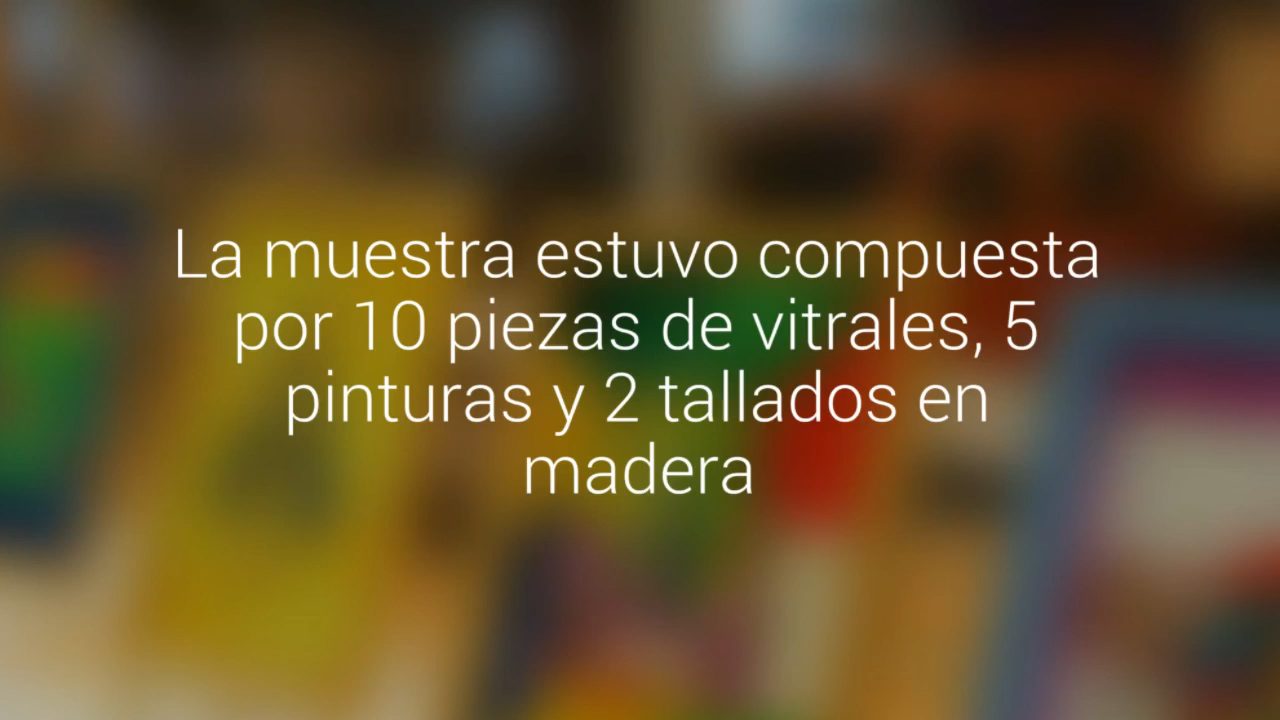 La muestra estuvo compuesta
por 10 piezas de vitrales, 5
pinturas y 2 tallados en
madera